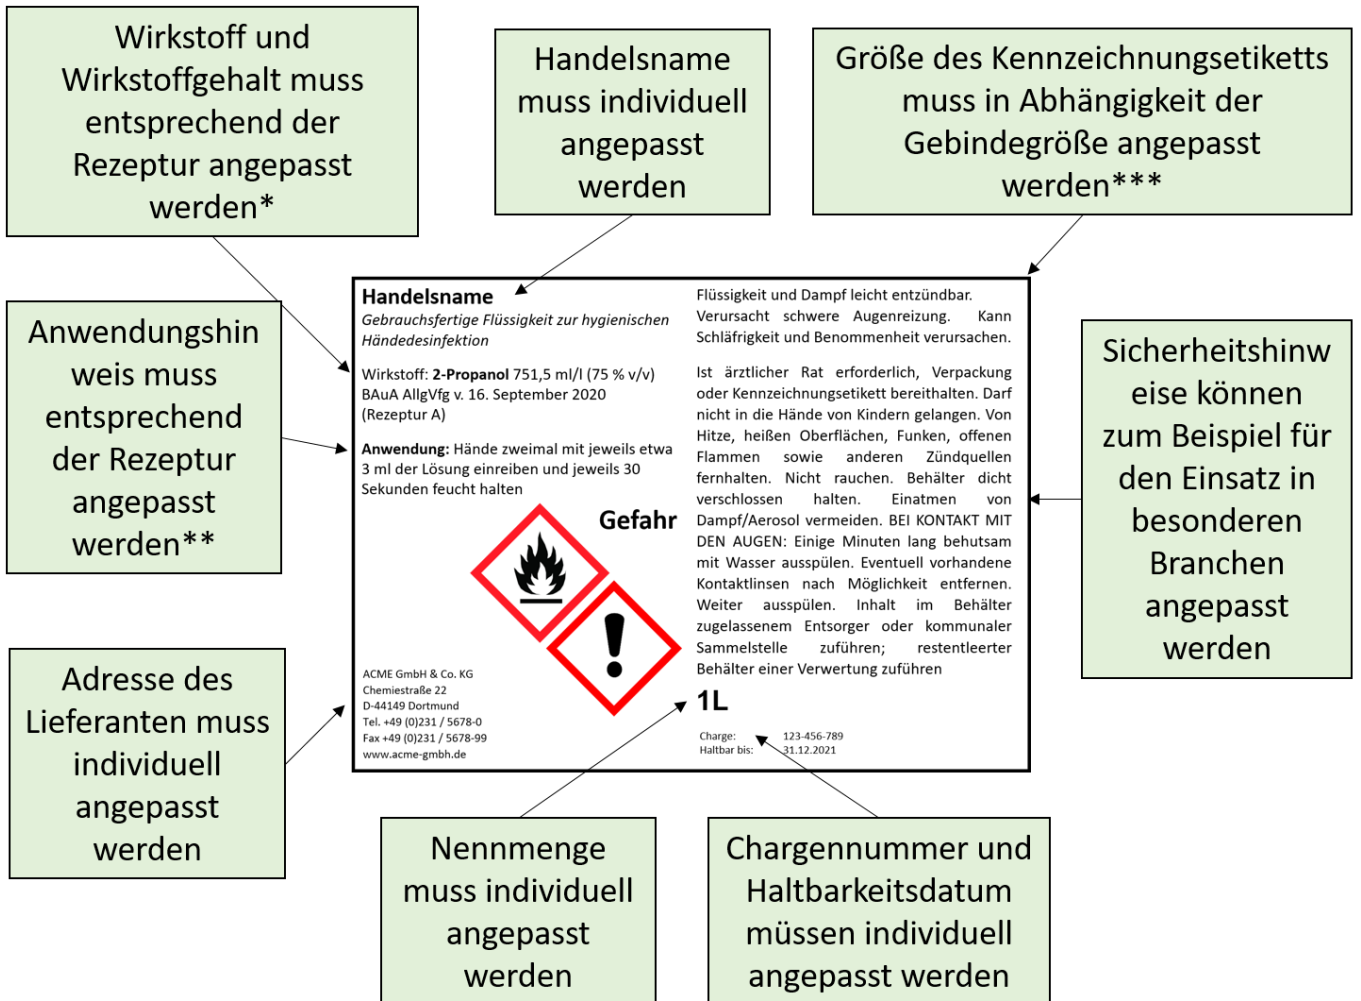 Wirkstoff und
Wirkstoffgehalt muss
entsprechend der
Rezeptur angepasst
werden*
Handelsname
muss individuell
angepasst
werden
Größe des Kennzeichnungsetiketts
muss in Abhängigkeit der
Gebindegröße angepasst
werden***
Anwendungshin
weis muss
entsprechend
der Rezeptur
angepasst
werden**
Adresse des
Lieferanten muss
individuell
angepasst
werden
Handelsname
Gebrauchsfertige Flüssigkeit zur hygienischen
Händedesinfektion
Wirkstoff: 2-Propanol 751,5 ml/l (75 % v/v)
BAuA AllgVfg v. 16. September 2020
(Rezeptur A)
Anwendung: Hände zweimal mit jeweils etwa
3 ml der Lösung einreiben und jeweils 30
Sekunden feucht halten
Gefahr
ACME GmbH & Co. KG
Chemiestraße 22
D-44149 Dortmund
Tel. +49 (0)231 / 5678-0
Fax +49 (0)231 / 5678-99
www.acme-gmbh.de
Flüssigkeit und Dampf leicht entzündbar.
Verursacht schwere Augenreizung. Kann
Schläfrigkeit und Benommenheit verursachen.
Ist ärztlicher Rat erforderlich, Verpackung
oder Kennzeichnungsetikett bereithalten. Darf
nicht in die Hände von Kindern gelangen. Von
Hitze, heißen Oberflächen, Funken, offenen
Flammen sowie anderen Zündquellen
fernhalten. Nicht rauchen. Behälter dicht
verschlossen halten. Einatmen von
Dampf/Aerosol vermeiden. BEI KONTAKT MIT
DEN AUGEN: Einige Minuten lang behutsam
mit Wasser ausspülen. Eventuell vorhandene
Kontaktlinsen nach Möglichkeit entfernen.
Weiter ausspülen. Inhalt im Behälter
zugelassenem Entsorger oder kommunaler
Sammelstelle zuführen; restentleerter
Behälter einer Verwertung zuführen
1L
Charge: 123-456-789
Haltbar bis: 31.12.2021
Sicherheitshinw
eise können
zum Beispiel für
den Einsatz in
besonderen
Branchen
angepasst
werden
Nennmenge
muss individuell
angepasst
werden
Chargennummer und
Haltbarkeitsdatum
müssen individuell
angepasst werden